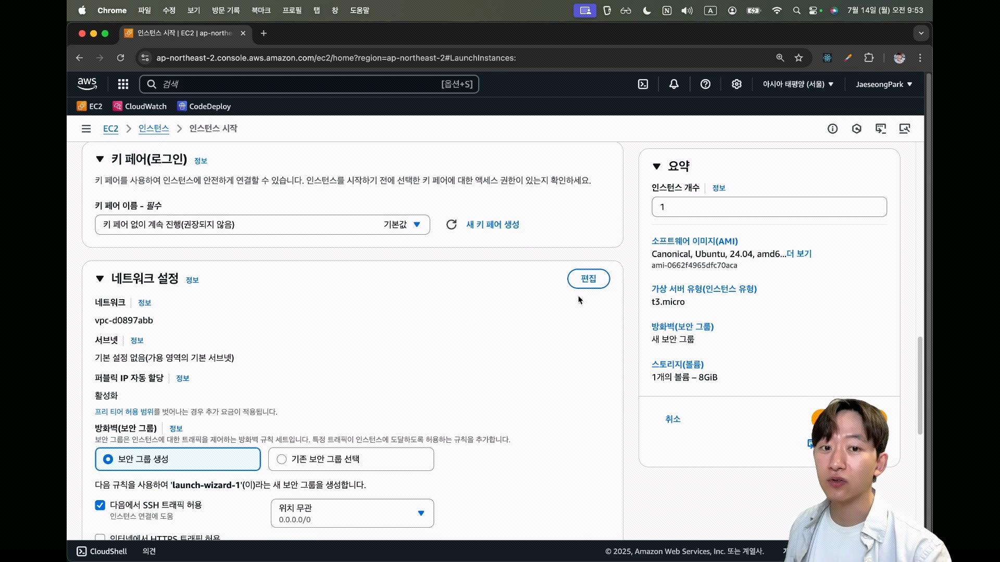 Chrome 파일 수정 보기 방문 기록 북마크 프로필 탭 창 도움말 A 7월 14일 (월) 오전 9:53
인스턴스 시작 | EC2 | ap-northe
ap-northeast-2.console.aws.amazon.com/ec2/home?region=ap-northeast-2#LaunchInstances:
aws 검색 [옵션+S] 아시아 태평양 (서울) JaeseongPark
EC2 CloudWatch CodeDeploy
EC2 인스턴스 인스턴스 시작
키 페어(로그인) 정보
키 페어를 사용하여 인스턴스에 안전하게 연결할 수 있습니다. 인스턴스를 시작하기 전에 선택한 키 페어에 대한 액세스 권한이 있는지 확인하세요.
키 페어 이름 - 필수
키 페어 없이 계속 진행(권장되지 않음) 기본값 새 키 페어 생성
네트워크 설정 정보 편집
네트워크 정보
vpc-d0897abb
서브넷 정보
기본 설정 없음(가용 영역의 기본 서브넷)
퍼블릭 IP 자동 할당 정보
활성화
프리 티어 허용 범위를 벗어나는 경우 추가 요금이 적용됩니다.
방화벽(보안 그룹) 정보
보안 그룹은 인스턴스에 대한 트래픽을 제어하는 방화벽 규칙 세트입니다. 특정 트래픽이 인스턴스에 도달하도록 허용하는 규칙을 추가합니다.
보안 그룹 생성 기존 보안 그룹 선택
다음 규칙을 사용하여 'launch-wizard-1'(이)라는 새 보안 그룹을 생성합니다.
다음에서 SSH 트래픽 허용
인스턴스 연결에 도움
위치 무관
0.0.0.0/0
인터넷에서 HTTPS 트래픽 허용
요약
인스턴스 개수 정보
1
소프트웨어 이미지(AMI)
Canonical, Ubuntu, 24.04, amd6...더 보기
ami-0662f4965dfc70aca
가상 서버 유형(인스턴스 유형)
t3.micro
방화벽(보안 그룹)
새 보안 그룹
스토리지(볼륨)
1개의 볼륨 – 8GiB
취소
CloudShell 의견 © 2025, Amazon Web Services, Inc. 또는 계열사.